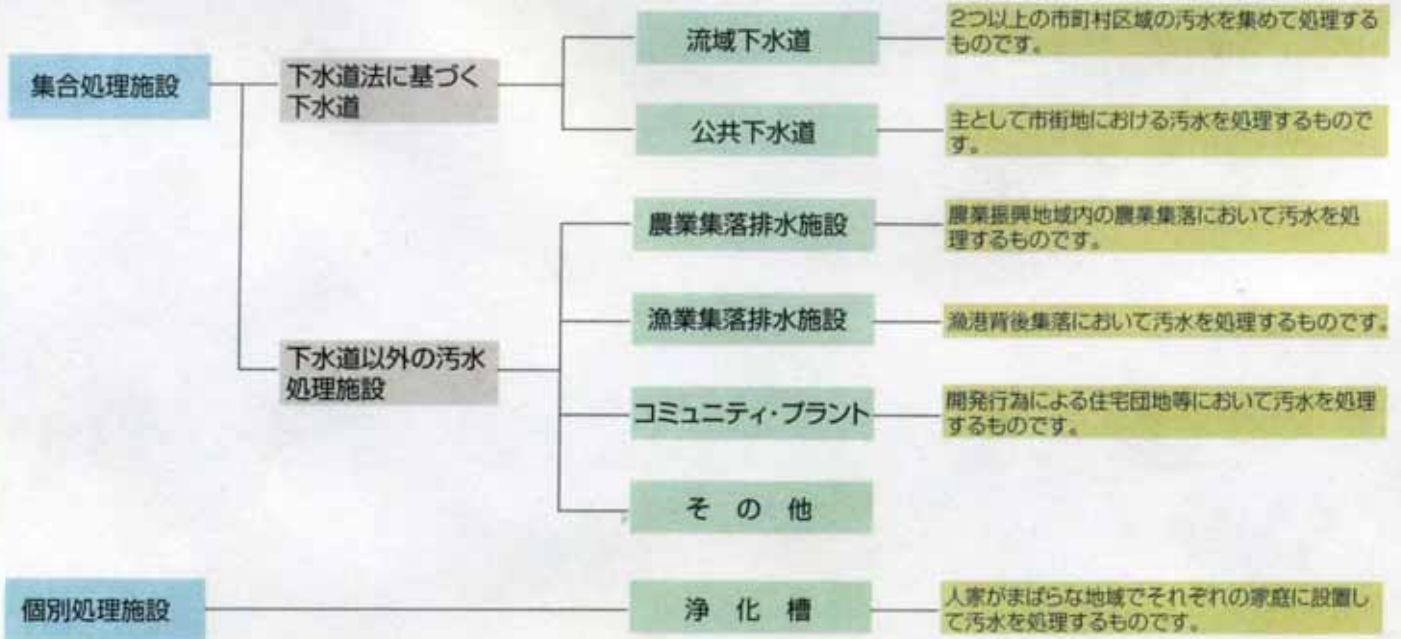 集合処理施設
下水道法に基づく
下水道
流域下水道
2つ以上の市町村区域の汚水を集めて処理する
ものです。
公共下水道
主として市街地における汚水を処理するもので
す。
下水道以外の汚水
処理施設
農業集落排水施設
農業振興地域内の農業集落において汚水を処
理するものです。
漁業集落排水施設
漁港背後集落において汚水を処理するものです。
コミュニティ・プラント
開発行為による住宅団地等において汚水を処理
するものです。
その他
個別処理施設
浄化槽
人家がまばらな地域でそれぞれの家庭に設置し
て汚水を処理するものです。